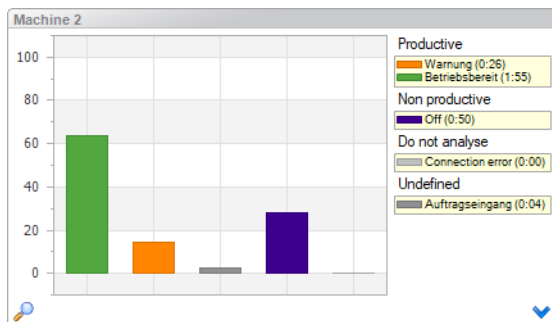 Machine 2
100
80
60
40
20
0
Productive
Warnung (0:26)
Betriebsbereit (1:55)
Non productive
Off (0:50)
Do not analyse
Connection error (0:00)
Undefined
Auftragseingang (0:04)